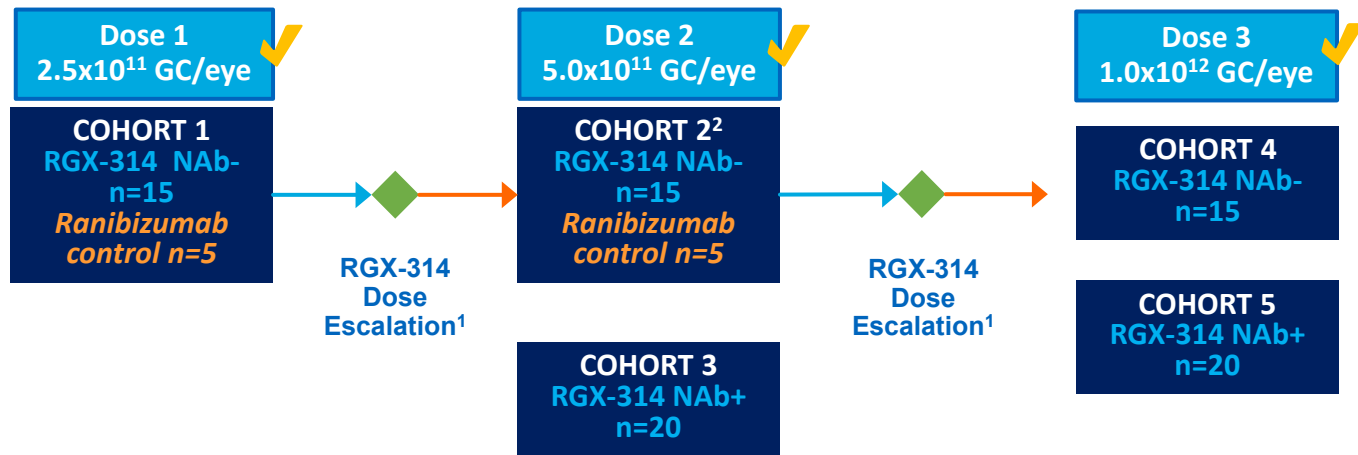 Dose 1
2.5x10¹¹ GC/eye
COHORT 1
RGX-314 NAb-
n=15
Ranibizumab
control n=5
RGX-314
Dose
Escalation¹
Dose 2
5.0x10¹¹ GC/eye
COHORT 2²
RGX-314 NAb-
n=15
Ranibizumab
control n=5
COHORT 3
RGX-314 NAb+
n=20
RGX-314
Dose
Escalation¹
Dose 3
1.0x10¹² GC/eye
COHORT 4
RGX-314 NAb-
n=15
COHORT 5
RGX-314 NAb+
n=20